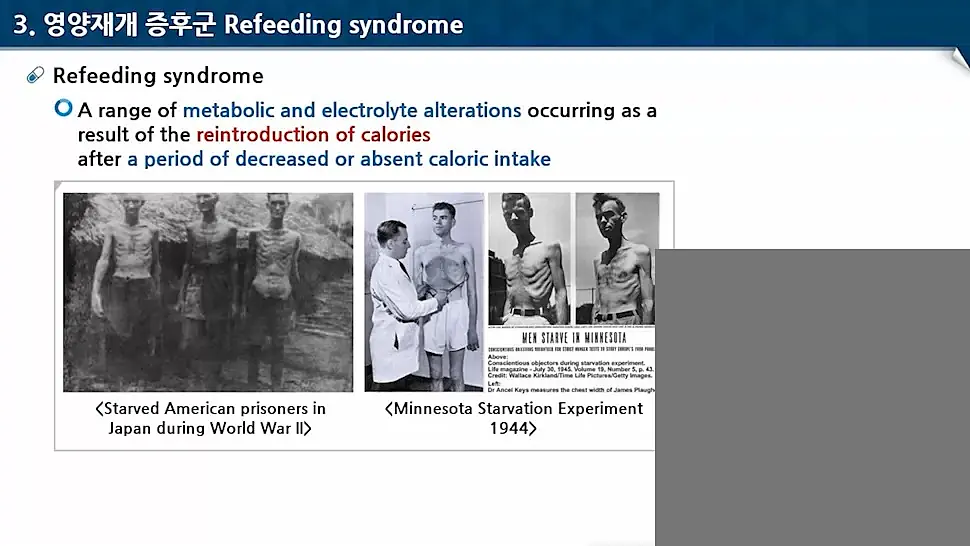 3. 영양재개 증후군 Refeeding syndrome
Refeeding syndrome
A range of metabolic and electrolyte alterations occurring as a
result of the reintroduction of calories
after a period of decreased or absent caloric intake
MEN STARVE IN MINNESOTA
Above:
Conscientious objectors during starvation experiment.
Life magazine - July 30, 1945. Volume 19, Number 5, p. 43.
Credit: Wallace Kirkland/Time Life Pictures/Getty Images.
Left:
Dr Ancel Keys measures the chest width of James Plaugh
<Starved American prisoners in
Japan during World War II>
<Minnesota Starvation Experiment
1944>